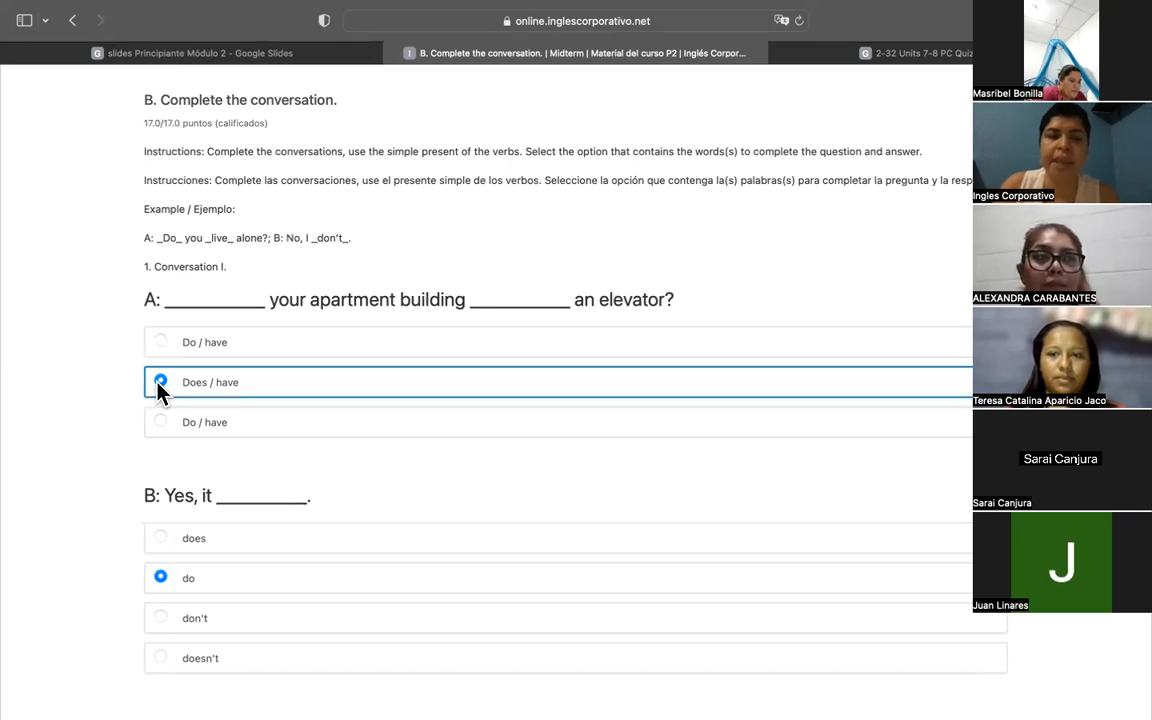 online.inglescorporativo.net
G slides Principiante Módulo 2 - Google Slides
I B. Complete the conversation. | Midterm | Material del curso P2 | Inglés Corpor...
G 2-32 Units 7-8 PC Quiz
B. Complete the conversation.
17.0/17.0 puntos (calificados)
Instructions: Complete the conversations, use the simple present of the verbs. Select the option that contains the words(s) to complete the question and answer.
Instrucciones: Complete las conversaciones, use el presente simple de los verbos. Seleccione la opción que contenga la(s) palabras(s) para completar la pregunta y la resp
Example / Ejemplo:
A: _Do_ you _live_ alone?; B: No, I _don't_.
1. Conversation I.
A: ___________ your apartment building ___________ an elevator?
Do / have
Does / have
Do / have
B: Yes, it __________.
does
do
don't
doesn't
Masribel Bonilla
Ingles Corporativo
ALEXANDRA CARABANTES
Teresa Catalina Aparicio Jaco
Sarai Canjura
Sarai Canjura
J
Juan Linares